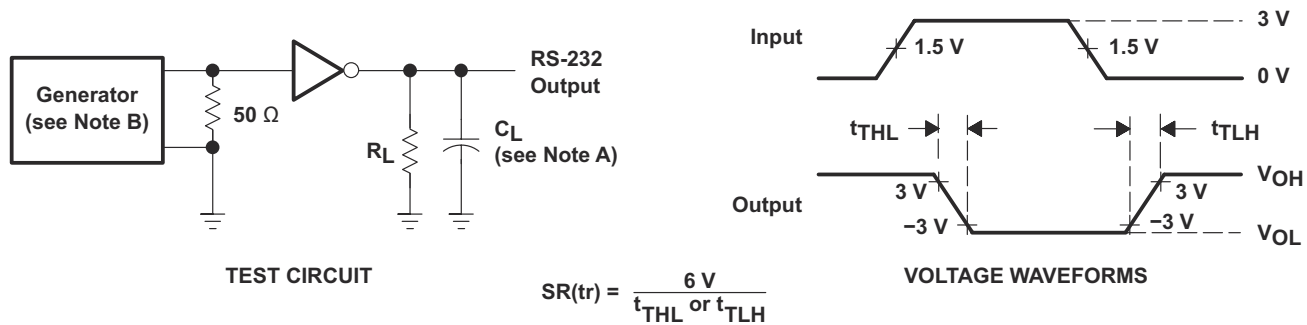 Generator
(see Note B)
50 Ω
RS-232
Output
RL
CL
(see Note A)
TEST CIRCUIT
Input
1.5 V
1.5 V
3 V
0 V
tTHL
tTLH
Output
3 V
−3 V
3 V
−3 V
VOH
VOL
VOLTAGE WAVEFORMS
SR(tr) = 6 V
tTHL or tTLH